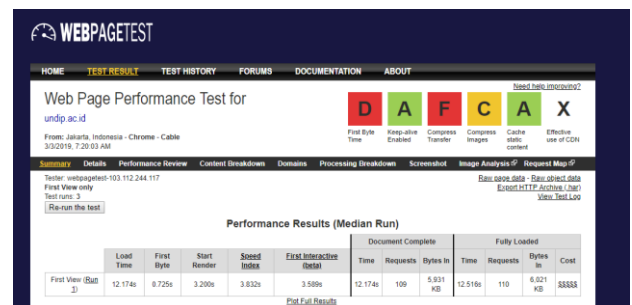 WEBPAGETEST
HOME TEST RESULT TEST HISTORY FORUMS DOCUMENTATION ABOUT
Need help improving?
Web Page Performance Test for
undip.ac.id
From: Jakarta, Indonesia - Chrome - Cable
3/3/2019, 7:20:03 AM
D A F C A X
First Byte Time
Keep-alive Enabled
Compress Transfer
Compress Images
Cache static content
Effective use of CDN
Summary Details Performance Review Content Breakdown Domains Processing Breakdown Screenshot Image Analysis Request Map
Tester: webpagetest-103.112.244.117
First View only
Test runs: 3
Re-run the test
Raw page data - Raw object data
Export HTTP Archive (.har)
View Test Log
Performance Results (Median Run)
Document Complete Fully Loaded
Load Time First Byte Start Render Speed Index First Interactive (beta) Time Requests Bytes In Time Requests Bytes In Cost
First View (Run 1) 12.174s 0.725s 3.200s 3.832s 3.589s 12.174s 109 5,931 KB 12.516s 110 6,021 KB $$$$$
Plot Full Results